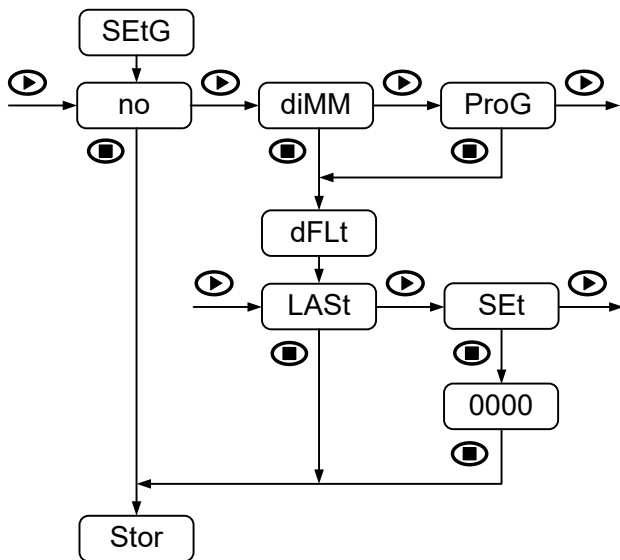 SEtG
no
diMM
ProG
dFLt
LASt
SEt
0000
Stor